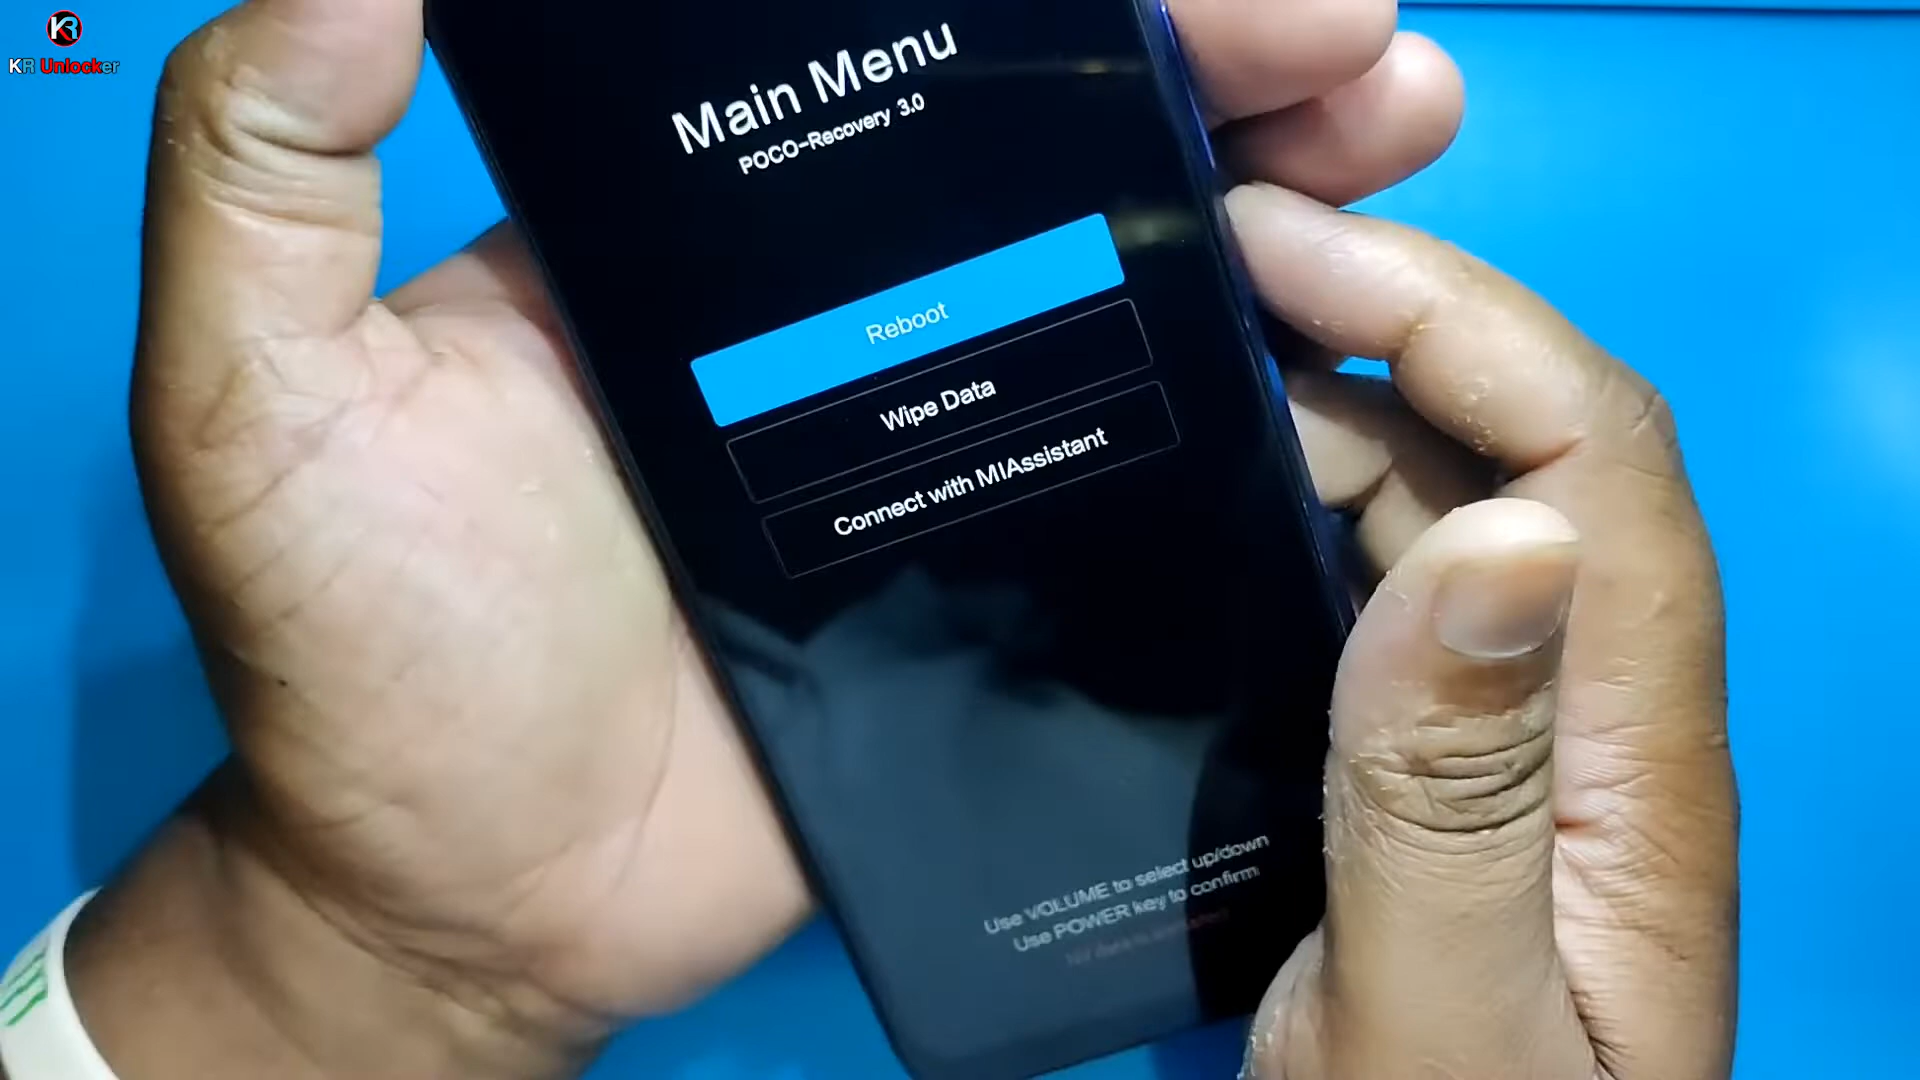 KR
KR Unlocker
Main Menu
POCO-Recovery 3.0
Reboot
Wipe Data
Connect with MIAssistant
Use VOLUME to select up/down
Use POWER key to confirm